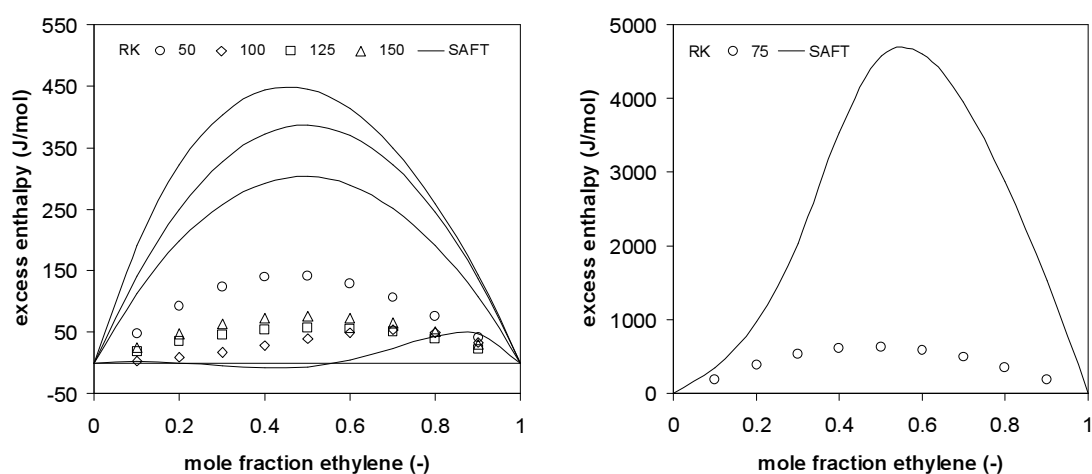 RK 50 100 125 150 SAFT
550
450
350
250
150
50
-50
excess enthalpy (J/mol)
0 0.2 0.4 0.6 0.8 1
mole fraction ethylene (-)
RK 75 SAFT
5000
4000
3000
2000
1000
0
excess enthalpy (J/mol)
0 0.2 0.4 0.6 0.8 1
mole fraction ethylene (-)